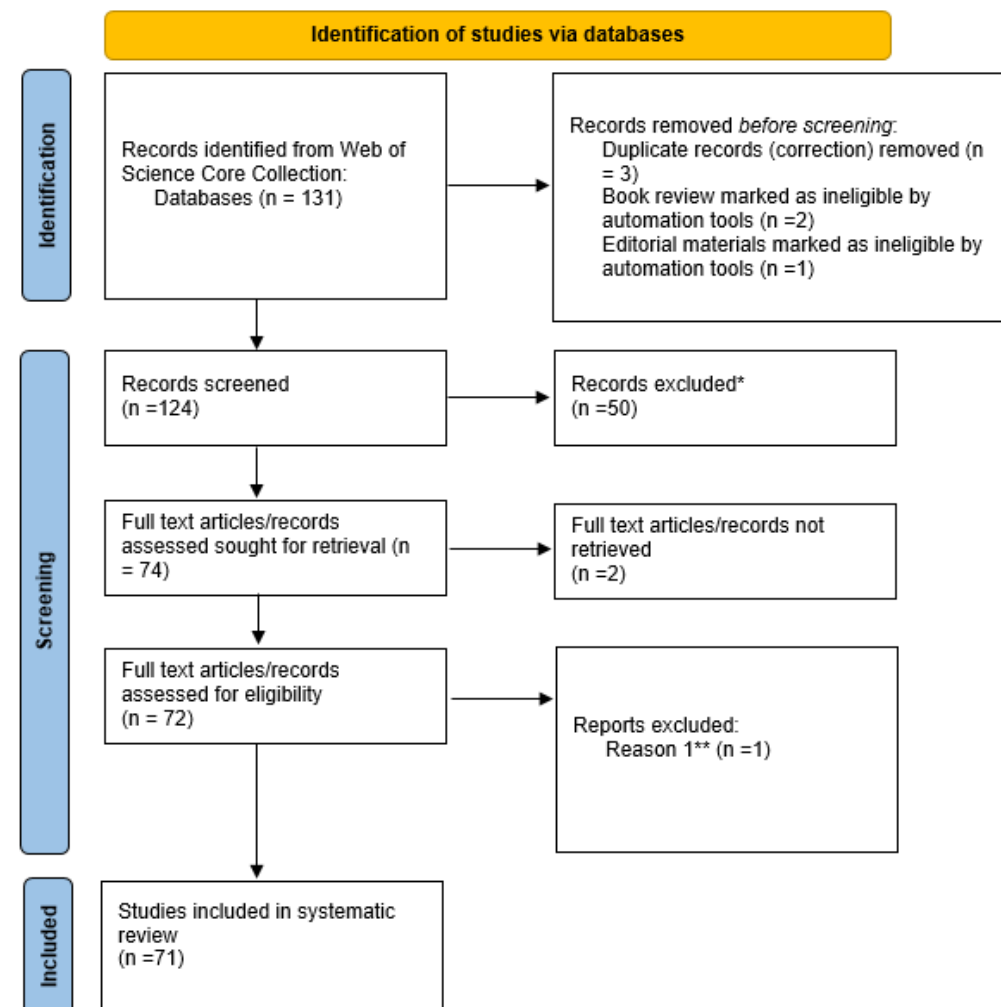 Identification of studies via databases
Identification
Records identified from Web of
Science Core Collection:
Databases (n = 131)
Records removed before screening:
Duplicate records (correction) removed (n
= 3)
Book review marked as ineligible by
automation tools (n =2)
Editorial materials marked as ineligible by
automation tools (n =1)
Screening
Records screened
(n =124)
Records excluded*
(n =50)
Full text articles/records
assessed sought for retrieval (n
= 74)
Full text articles/records not
retrieved
(n =2)
Full text articles/records
assessed for eligibility
(n = 72)
Reports excluded:
Reason 1** (n =1)
Included
Studies included in systematic
review
(n =71)